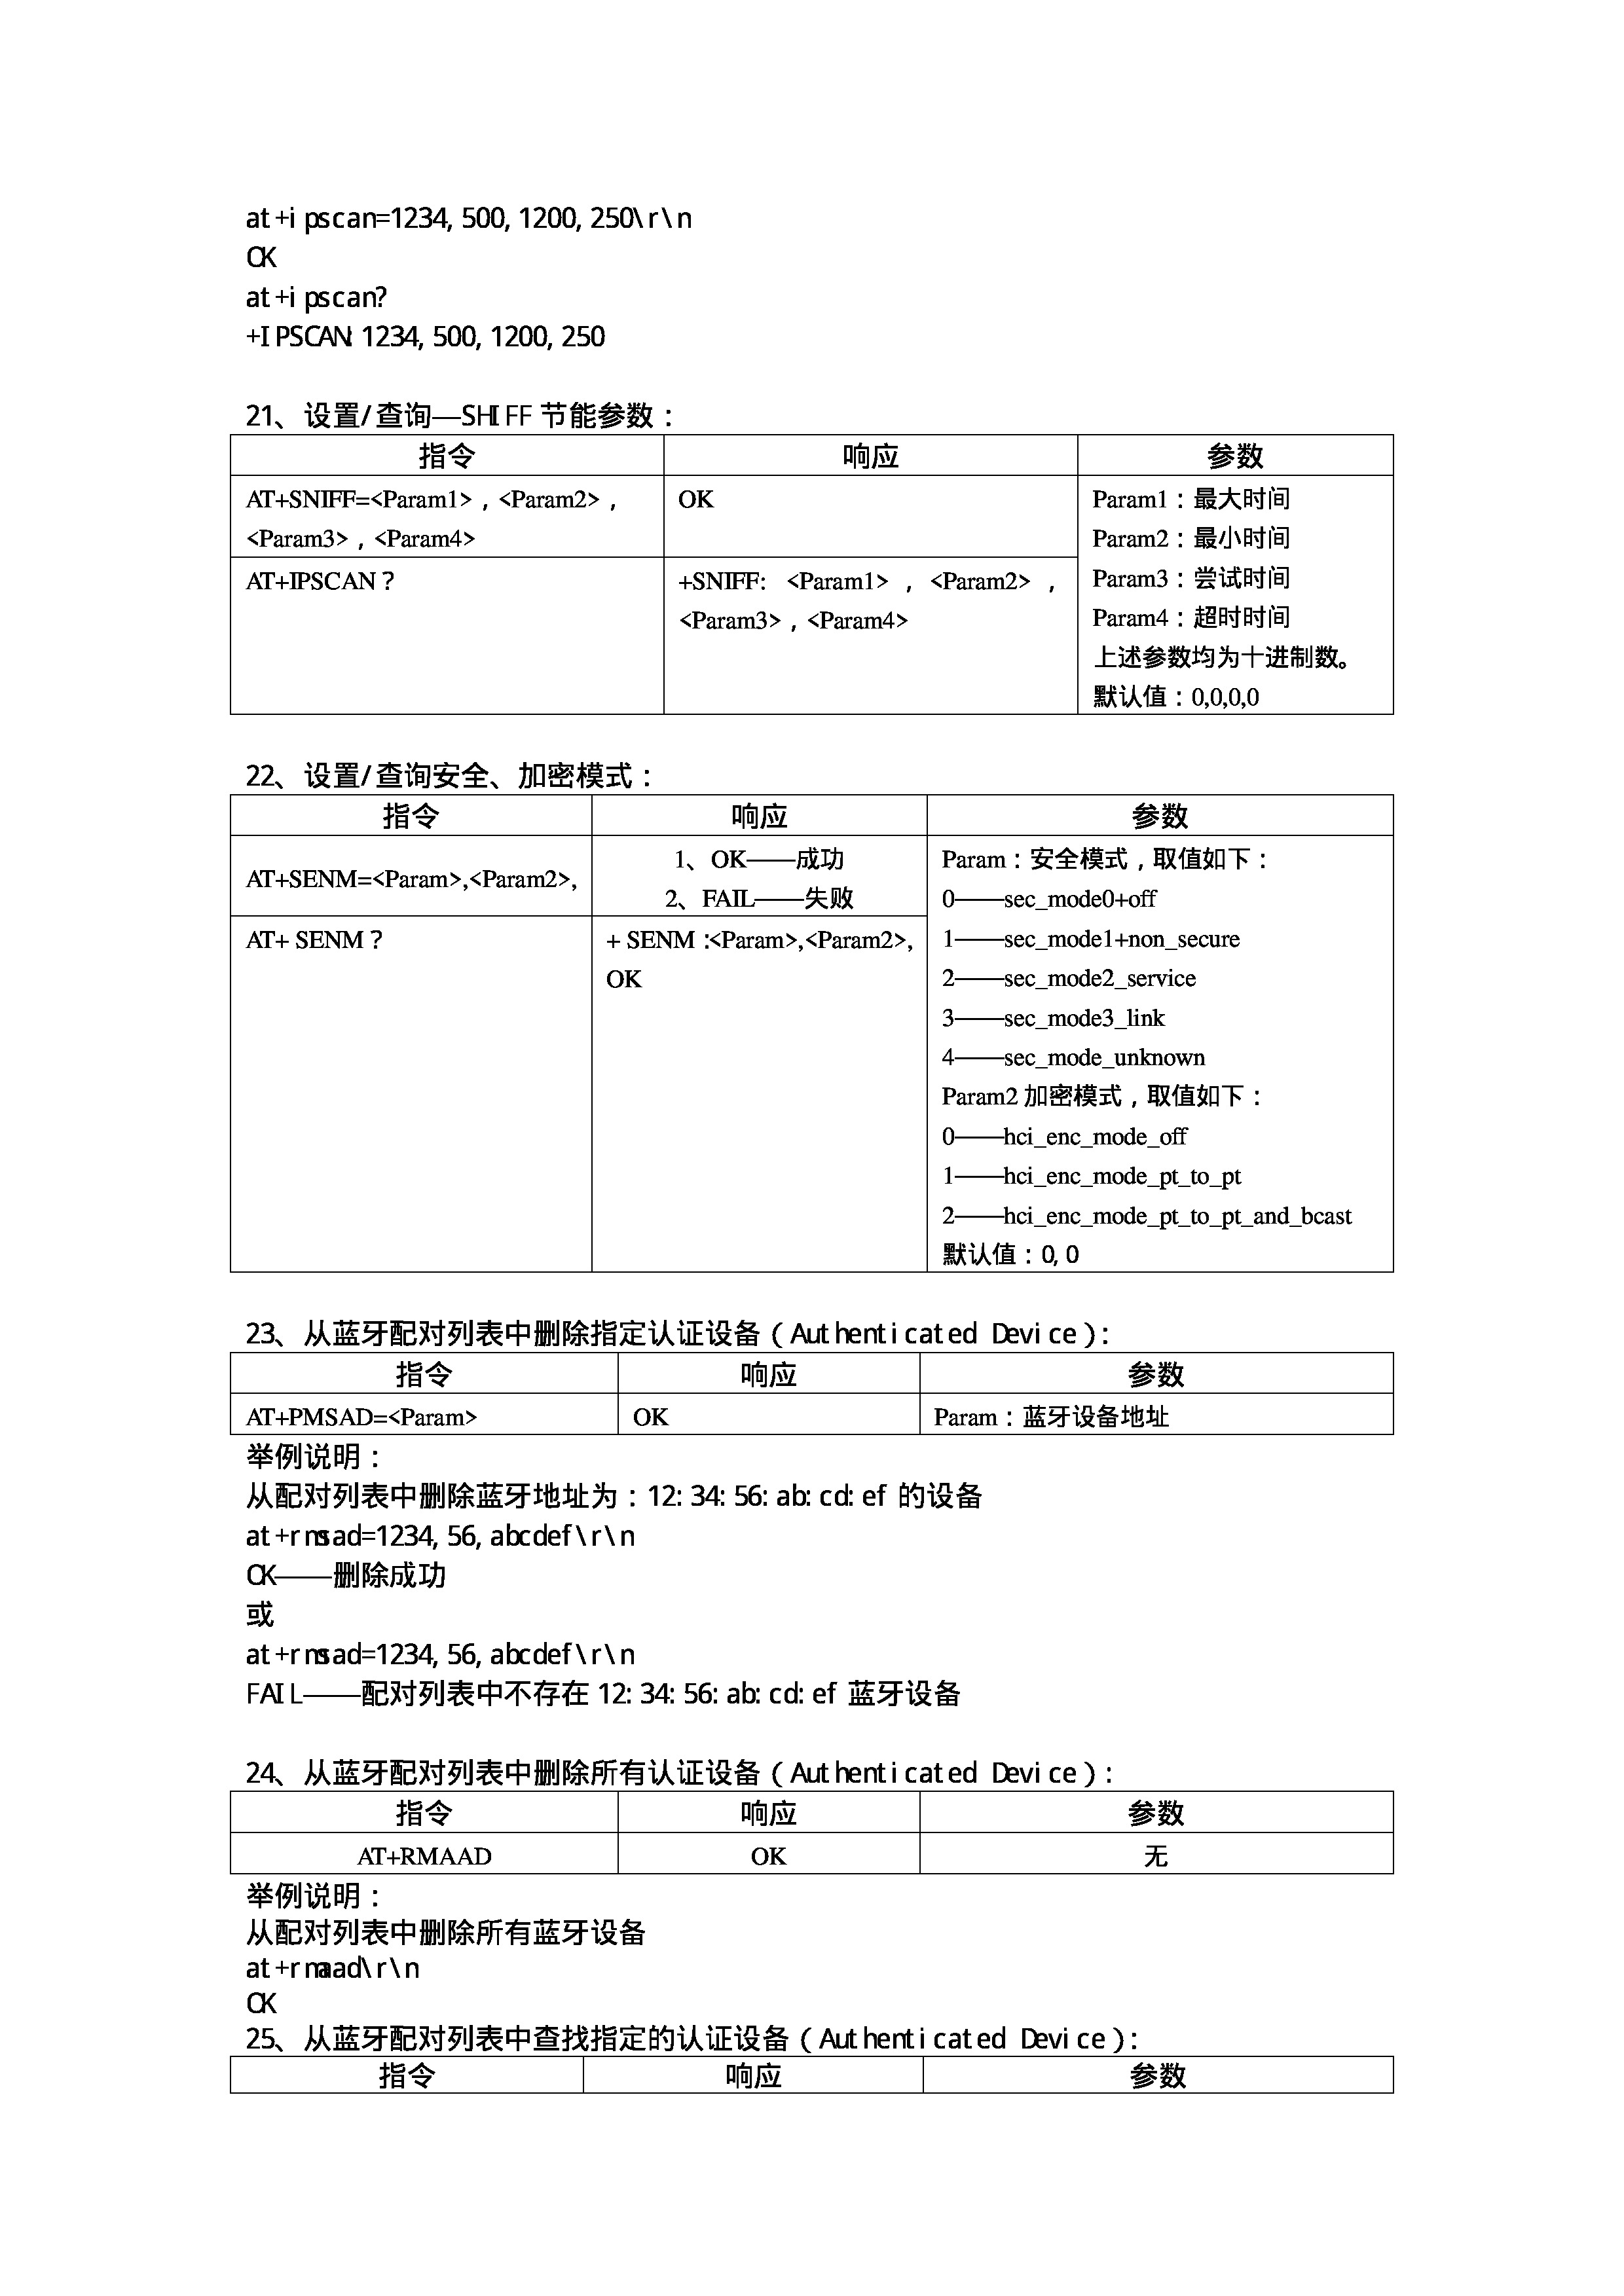 at+ipscan=1234,500,1200,250\r\n
OK
at+ipscan?
+IPSCAN:1234,500,1200,250
21、设置/查询—SHIFF 节能参数：
指令 响应 参数
AT+SNIFF=<Param1>，<Param2>，
<Param3>，<Param4>
OK
AT+IPSCAN？
+SNIFF: <Param1> ，<Param2> ，
<Param3>，<Param4>
Param1：最大时间
Param2：最小时间
Param3：尝试时间
Param4：超时时间
上述参数均为十进制数。
默认值：0,0,0,0
22、设置/查询安全、加密模式：
指令 响应 参数
AT+SENM=<Param>,<Param2>,
1、OK——成功
2、FAIL——失败
AT+ SENM？
+ SENM：<Param>,<Param2>,
OK
Param：安全模式，取值如下：
0——sec_mode0+off
1——sec_mode1+non_secure
2——sec_mode2_service
3——sec_mode3_link
4——sec_mode_unknown
Param2 加密模式，取值如下：
0——hci_enc_mode_off
1——hci_enc_mode_pt_to_pt
2——hci_enc_mode_pt_to_pt_and_bcast
默认值：0,0
23、从蓝牙配对列表中删除指定认证设备（Authenticated Device）：
指令 响应 参数
AT+PMSAD=<Param> OK Param：蓝牙设备地址
举例说明：
从配对列表中删除蓝牙地址为：12:34:56:ab:cd:ef 的设备
at+rmsad=1234,56,abcdef\r\n
OK——删除成功
或
at+rmsad=1234,56,abcdef\r\n
FAIL——配对列表中不存在 12:34:56:ab:cd:ef 蓝牙设备
24、从蓝牙配对列表中删除所有认证设备（Authenticated Device）：
指令 响应 参数
AT+RMAAD OK 无
举例说明：
从配对列表中删除所有蓝牙设备
at+rmaad\r\n
OK
25、从蓝牙配对列表中查找指定的认证设备（Authenticated Device）：
指令 响应 参数